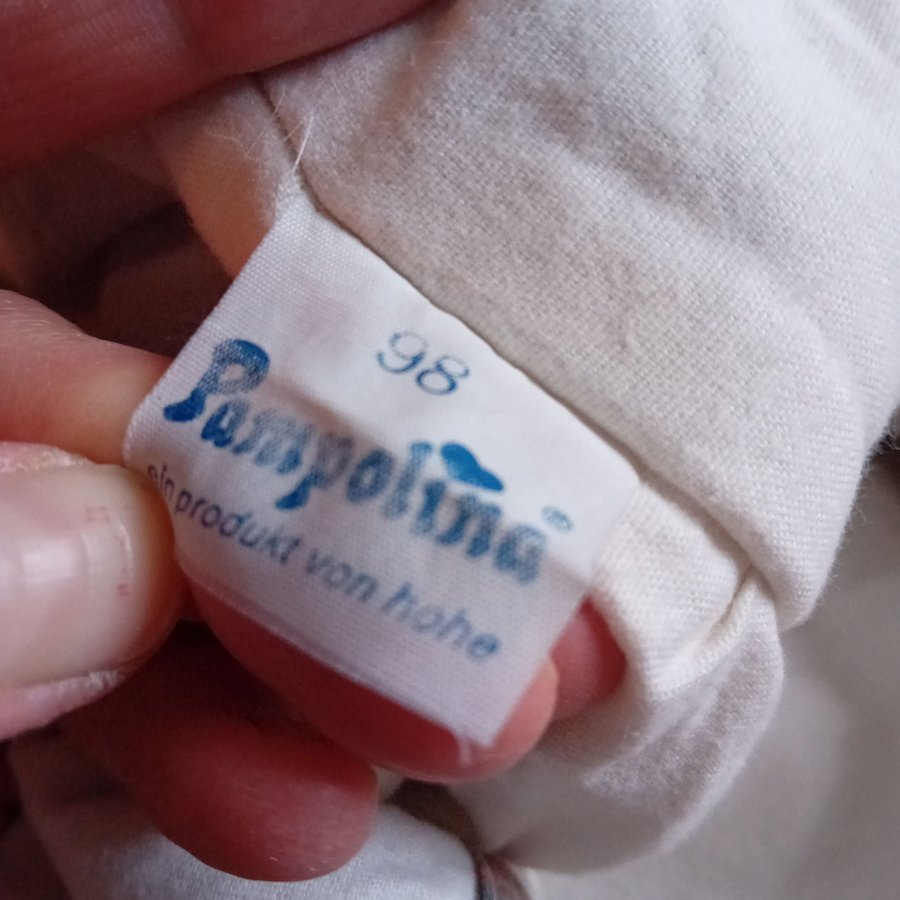 98
Pampolina®
ein produkt von hohe